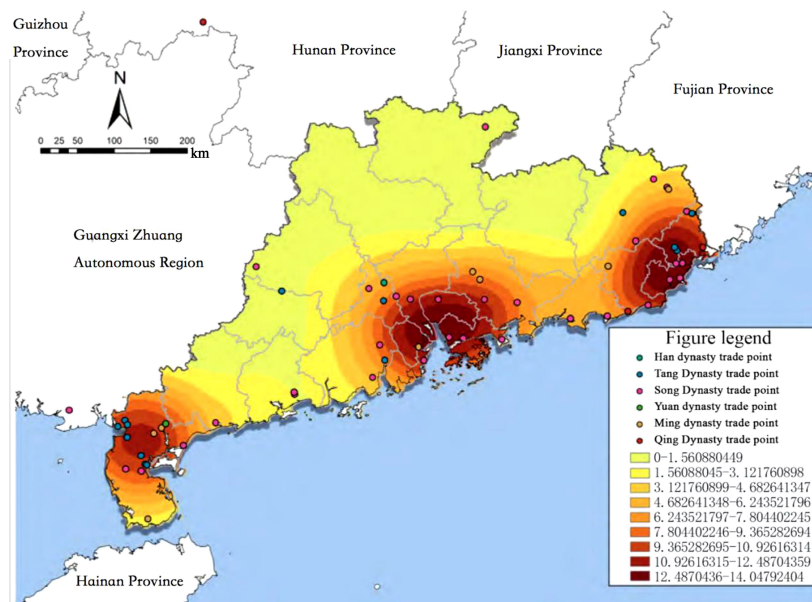 Guizhou
Province
Hunan Province
Jiangxi Province
Fujian Province
N
0 25 50 100 150 200
km
Guangxi Zhuang
Autonomous Region
Hainan Province
Figure legend
Han dynasty trade point
Tang Dynasty trade point
Song Dynasty trade point
Yuan dynasty trade point
Ming dynasty trade point
Qing Dynasty trade point
0-1.560880449
1.56088045-3.121760898
3.121760899-4.682641347
4.682641348-6.243521796
6.243521797-7.804402245
7.804402246-9.365282694
9.365282695-10.92616314
10.92616315-12.48704359
12.4870436-14.04792404